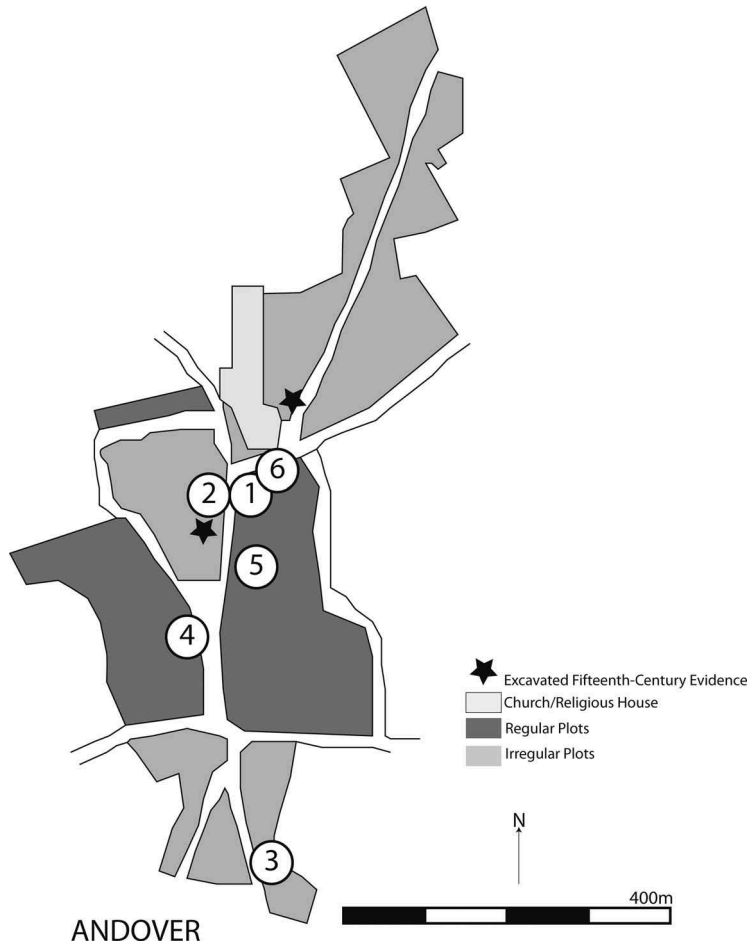 6
2
1
5
4
Excavated Fifteenth-Century Evidence
Church/Religious House
Regular Plots
Irregular Plots
N
3
400m
ANDOVER